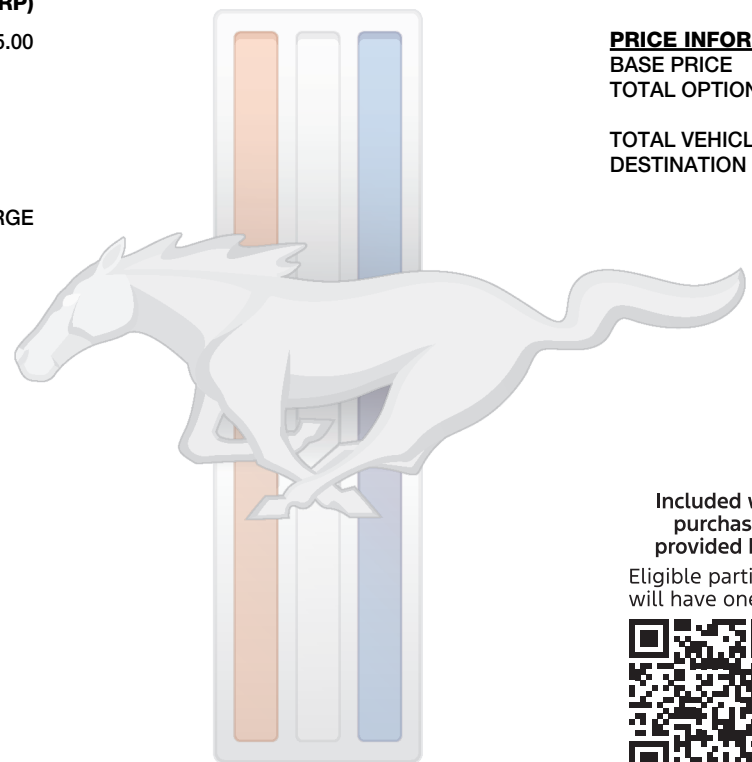 RP)
5.00
RGE
PRICE INFOR
BASE PRICE
TOTAL OPTION
TOTAL VEHICL
DESTINATION
Included w
purchas
provided b
Eligible parti
will have one